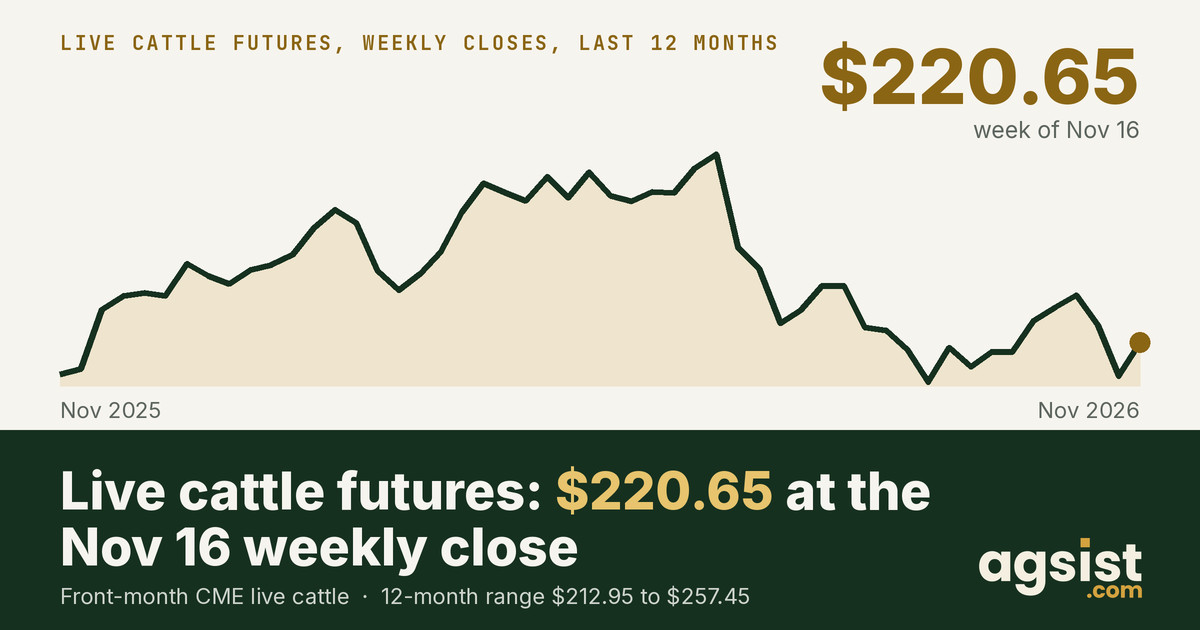 LIVE CATTLE FUTURES, WEEKLY CLOSES, LAST 12 MONTHS
$220.65
week of Nov 16
Nov 2025
Nov 2026
Live cattle futures: $220.65 at the
Nov 16 weekly close
Front-month CME live cattle · 12-month range $212.95 to $257.45
agsist
.com